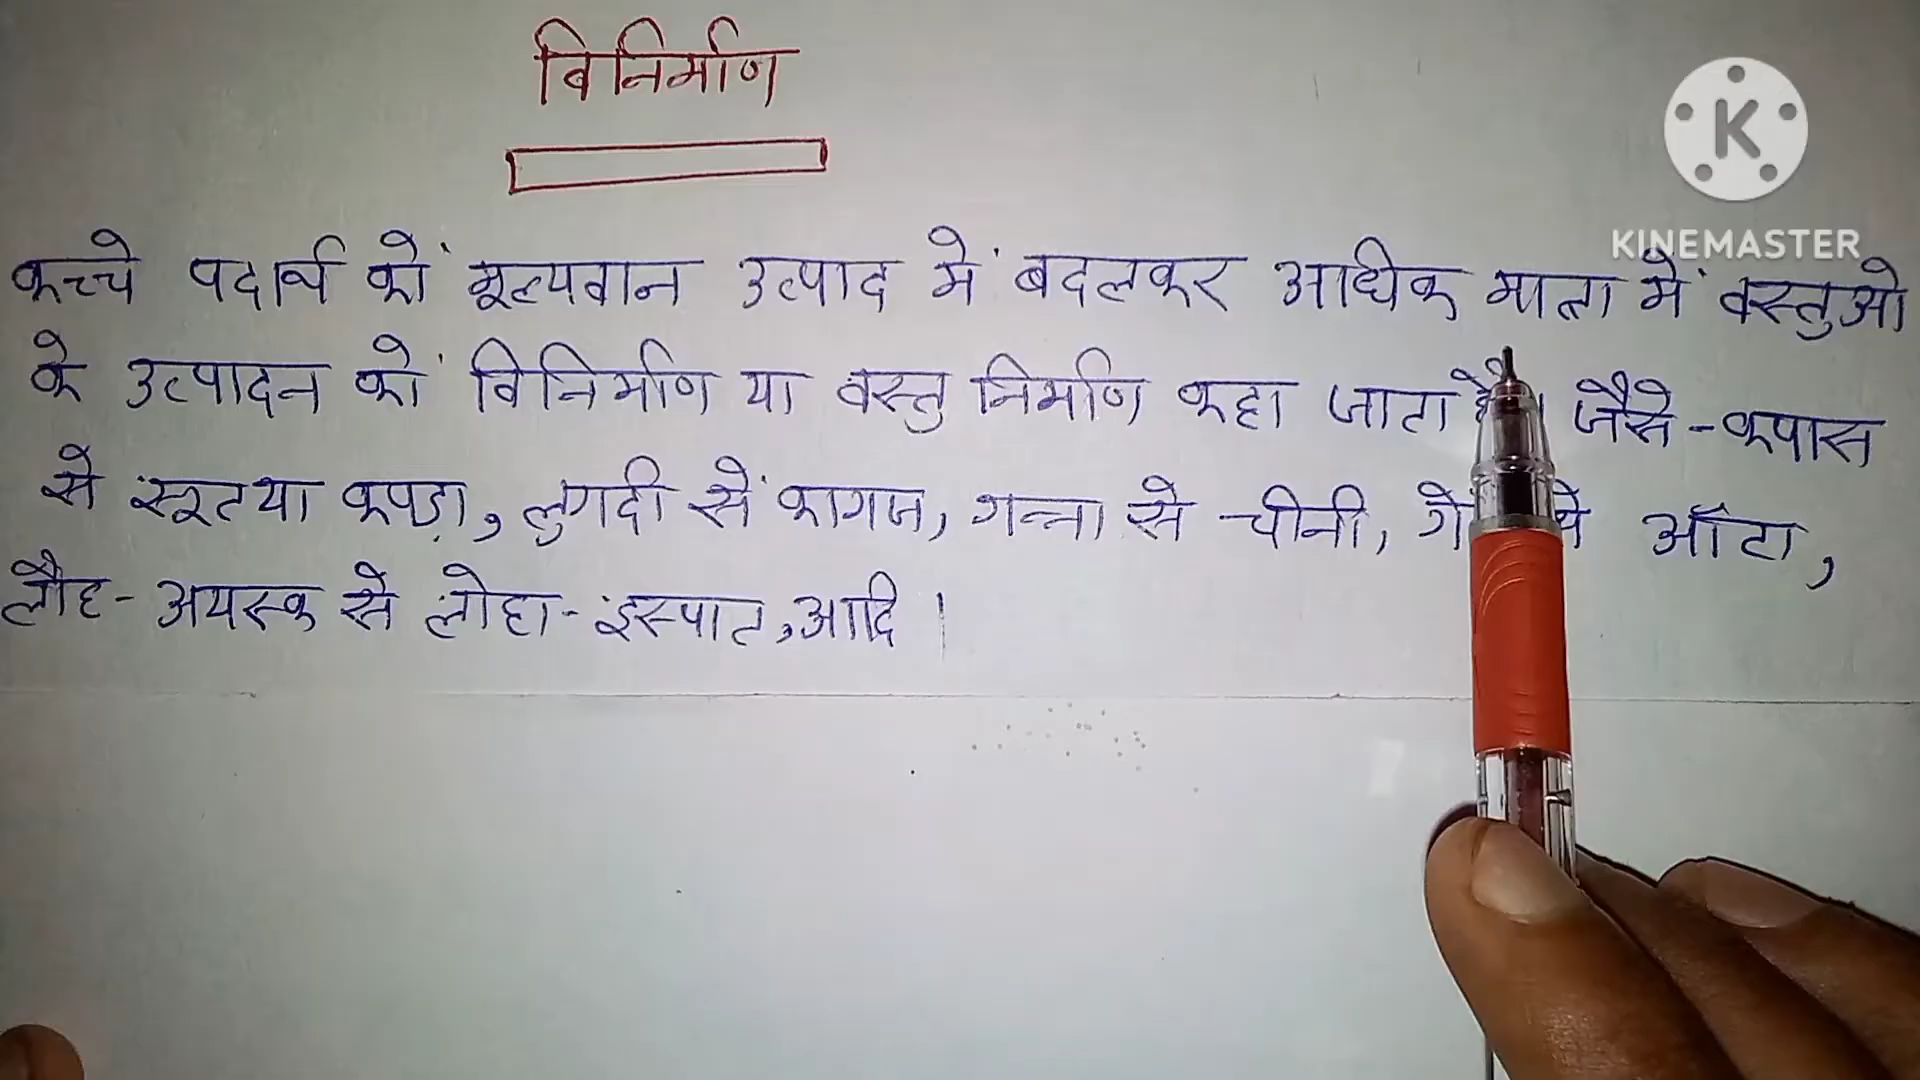 विनिर्माण
KINEMASTER
कच्चे पदार्थ कों मूल्यवान उत्पाद में बदलकर अधिक मात्रा में वस्तुओ
के उत्पादन कों विनिर्माण या वस्तु निर्माण कहा जाता है। जैसे-कपास
से सूट या कपड़ा, लुगदी सें कागज, गन्ना से चीनी, ऑटा,
लौह-अयस्क से लोहा-इस्पात, आदि।